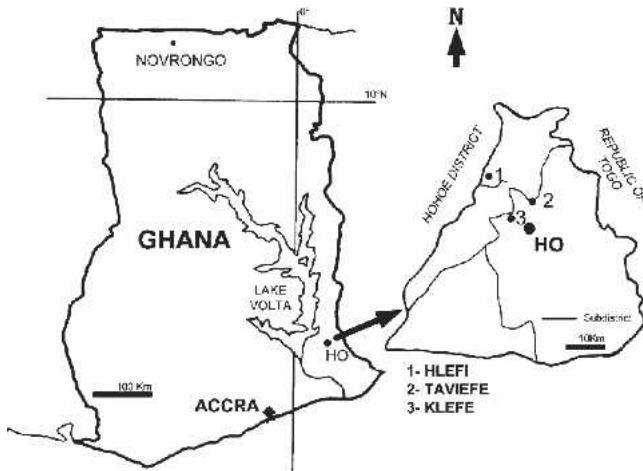 0°
N
NOVRONGO
10°N
HOHOE DISTRICT
REPUBLIC OF
TOGO
1
2
3
HO
GHANA
LAKE
VOLTA
HO
Subdistrict
10Km
100 Km
ACCRA
1- HLEFI
2- TAVIEFE
3- KLEFE